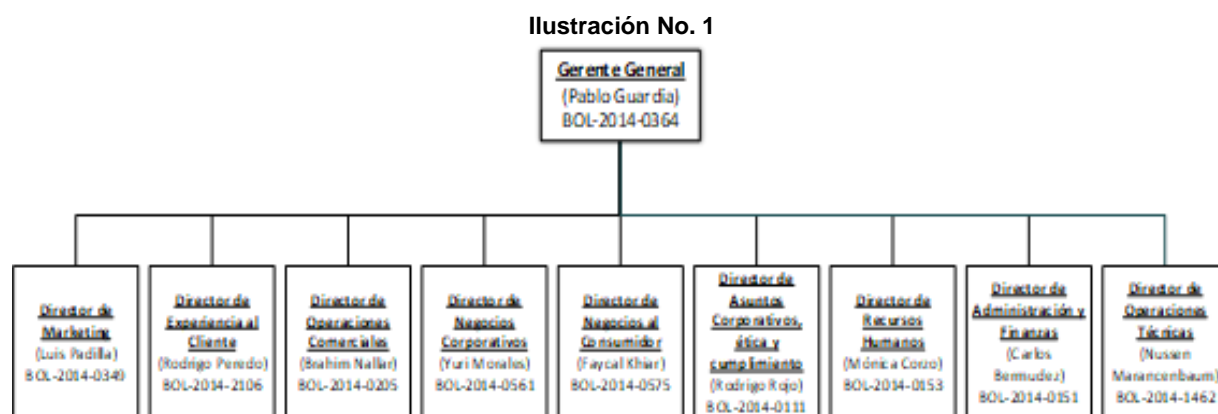 Ilustración No. 1
Gerente General
(Pablo Guardia)
BOL-2014-0364
Director de
Marketing
(Luis Padilla)
BOL-2014-0349
Director de
Experiencia al
Cliente
(Rodrigo Peredo)
BOL-2014-2106
Director de
Operaciones
Comerciales
(Brahim Nallar)
BOL-2014-0205
Director de
Negocios
Corporativos
(Yuri Morales)
BOL-2014-0561
Director de
Negocios al
Consumidor
(Faycal Khiar)
BOL-2014-0575
Director de
Asuntos
Corporativos,
ética y
cumplimiento
(Rodrigo Rojo)
BOL-2014-0111
Director de
Recursos
Humanos
(Mónica Corzo)
BOL-2014-0153
Director de
Administración y
Finanzas
(Carlos
Bermudez)
BOL-2014-0151
Director de
Operaciones
Técnicas
(Nussen
Marancenbaum)
BOL-2014-1462